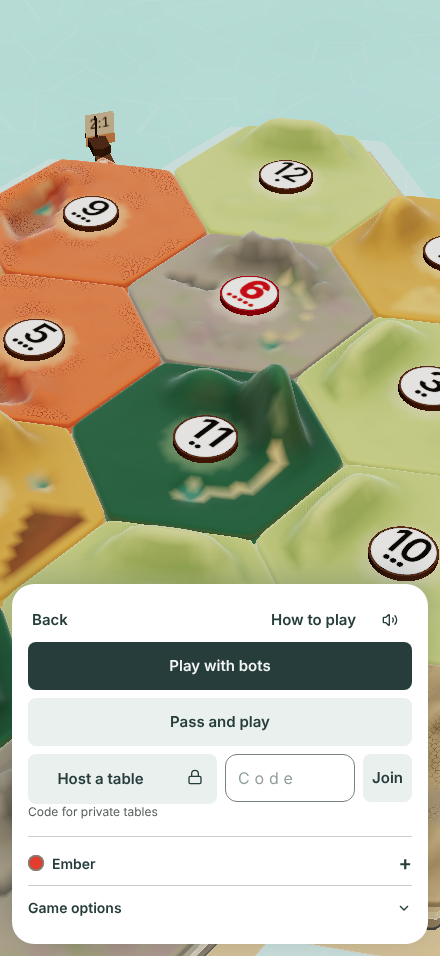 2:1
12
9
6
5
3
11
10
Back How to play
Play with bots
Pass and play
Host a table Code Join
Code for private tables
Ember +
Game options